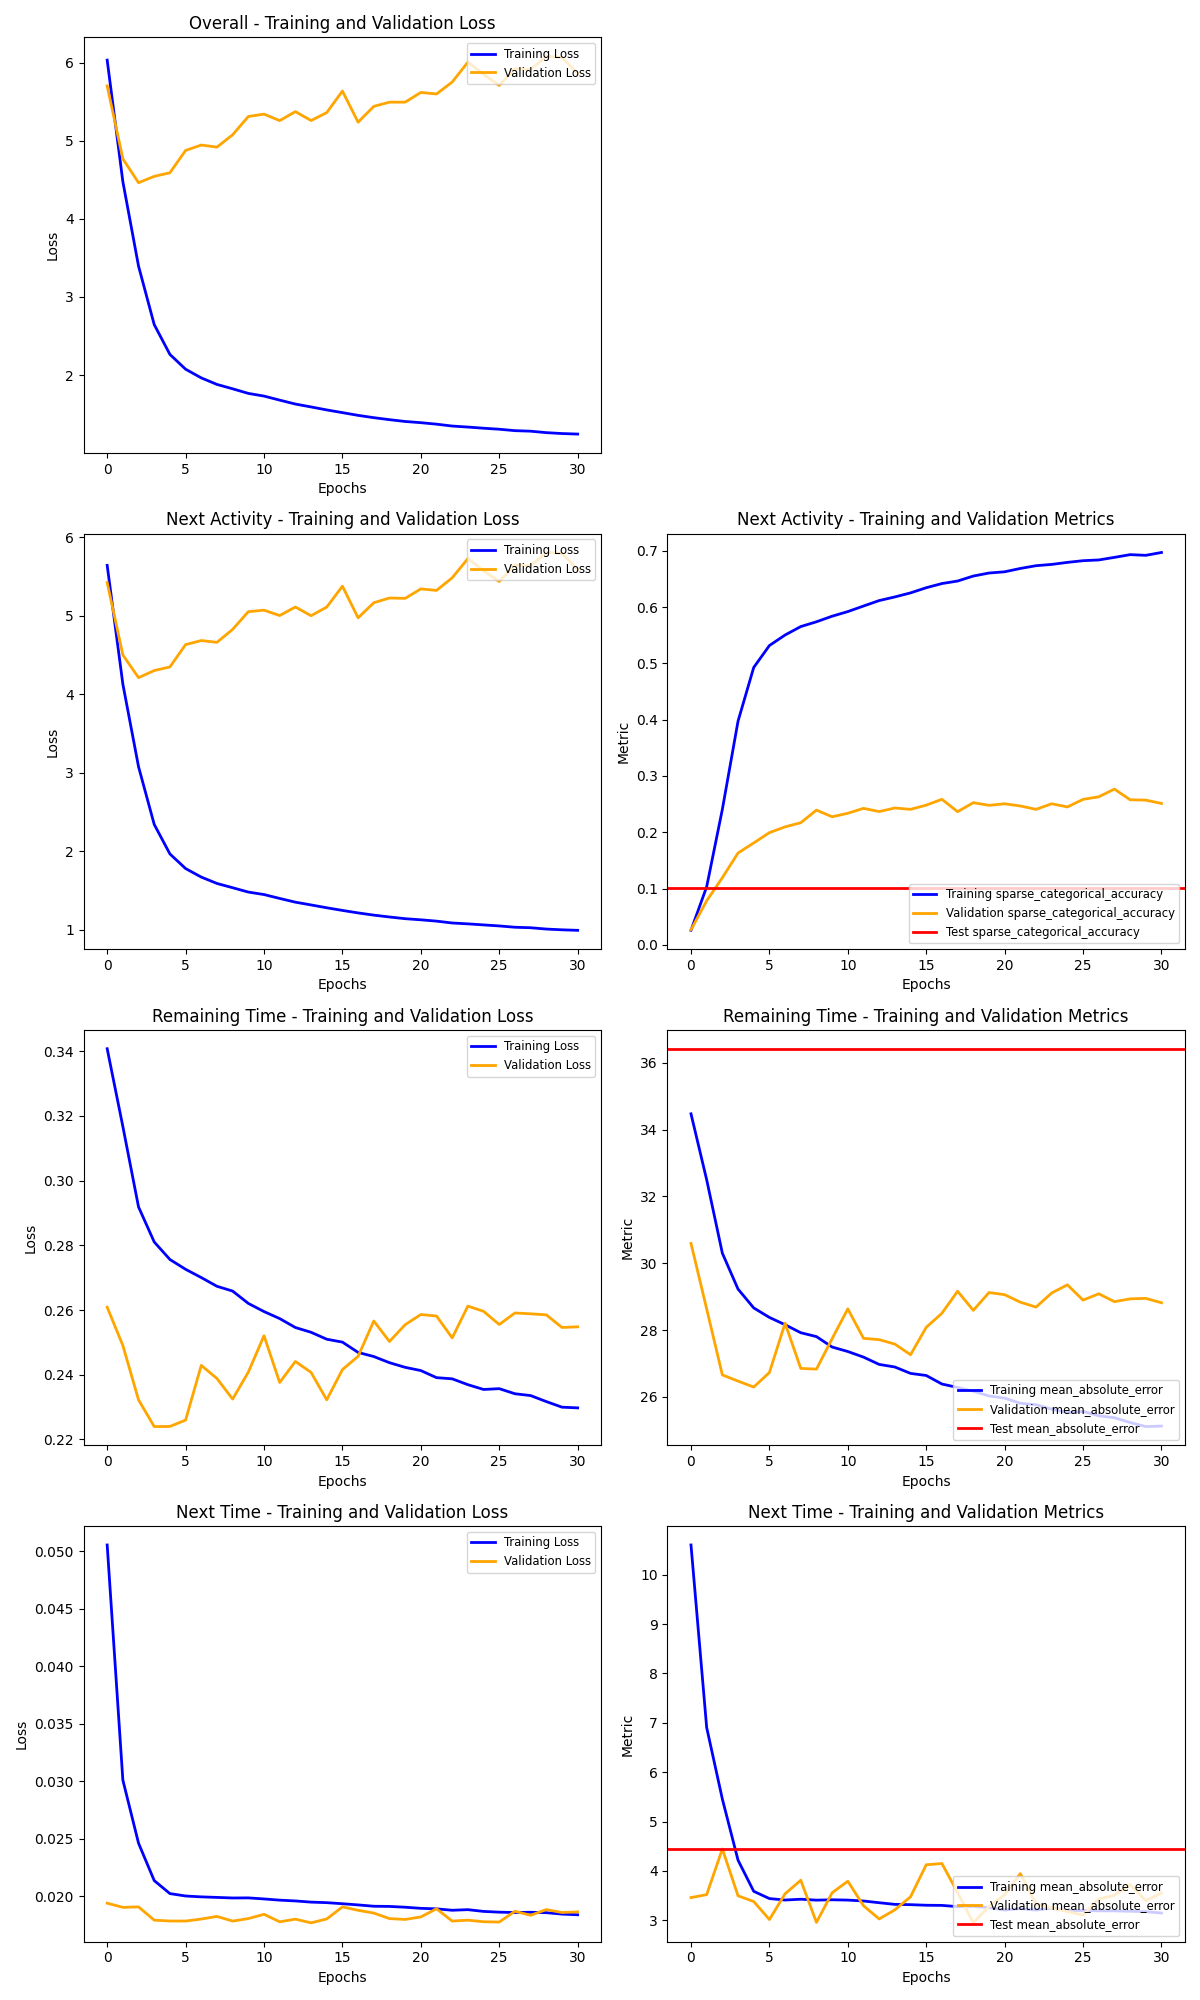 Overall - Training and Validation Loss
Training Loss
Validation Loss
6
5
4
3
2
Loss
0 5 10 15 20 25 30
Epochs
Next Activity - Training and Validation Loss
Training Loss
Validation Loss
6
5
4
3
2
1
Loss
0 5 10 15 20 25 30
Epochs
Next Activity - Training and Validation Metrics
0.7
0.6
0.5
0.4
0.3
0.2
0.1
0.0
Metric
Training sparse_categorical_accuracy
Validation sparse_categorical_accuracy
Test sparse_categorical_accuracy
0 5 10 15 20 25 30
Epochs
Remaining Time - Training and Validation Loss
Training Loss
Validation Loss
0.34
0.32
0.30
0.28
0.26
0.24
0.22
Loss
0 5 10 15 20 25 30
Epochs
Remaining Time - Training and Validation Metrics
36
34
32
30
28
26
Metric
Training mean_absolute_error
Validation mean_absolute_error
Test mean_absolute_error
0 5 10 15 20 25 30
Epochs
Next Time - Training and Validation Loss
Training Loss
Validation Loss
0.050
0.045
0.040
0.035
0.030
0.025
0.020
Loss
0 5 10 15 20 25 30
Epochs
Next Time - Training and Validation Metrics
10
9
8
7
6
5
4
3
Metric
Training mean_absolute_error
Validation mean_absolute_error
Test mean_absolute_error
0 5 10 15 20 25 30
Epochs